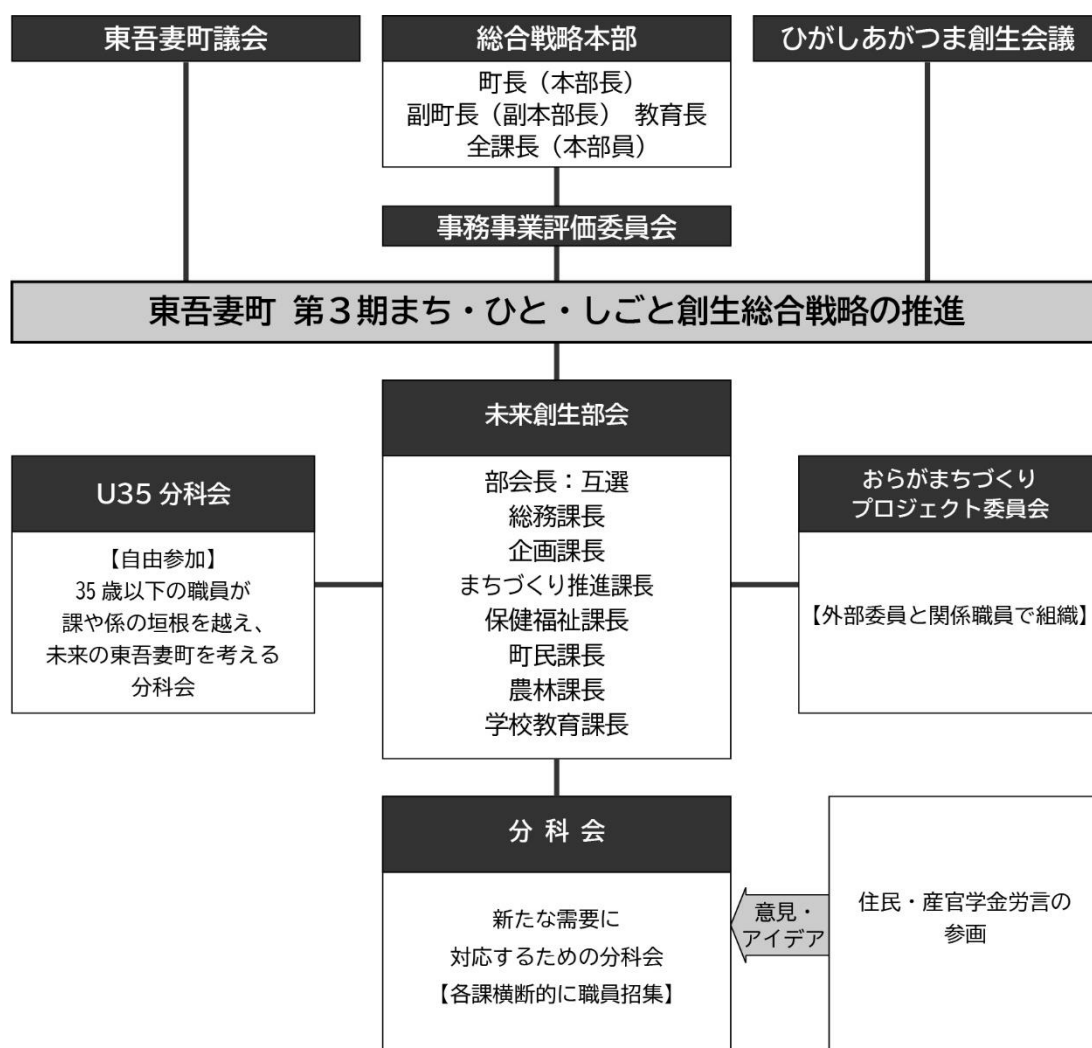 東吾妻町議会
総合戦略本部
町長（本部長）
副町長（副本部長）　教育長
全課長（本部員）
ひがしあがつま創生会議
事務事業評価委員会
東吾妻町 第３期まち・ひと・しごと創生総合戦略の推進
未来創生部会
部会長：互選
総務課長
企画課長
まちづくり推進課長
保健福祉課長
町民課長
農林課長
学校教育課長
U35 分科会
【自由参加】
35 歳以下の職員が
課や係の垣根を越え、
未来の東吾妻町を考える
分科会
おらがまちづくり
プロジェクト委員会
【外部委員と関係職員で組織】
分 科 会
新たな需要に
対応するための分科会
【各課横断的に職員招集】
意見・
アイデア
住民・産官学金労言の
参画